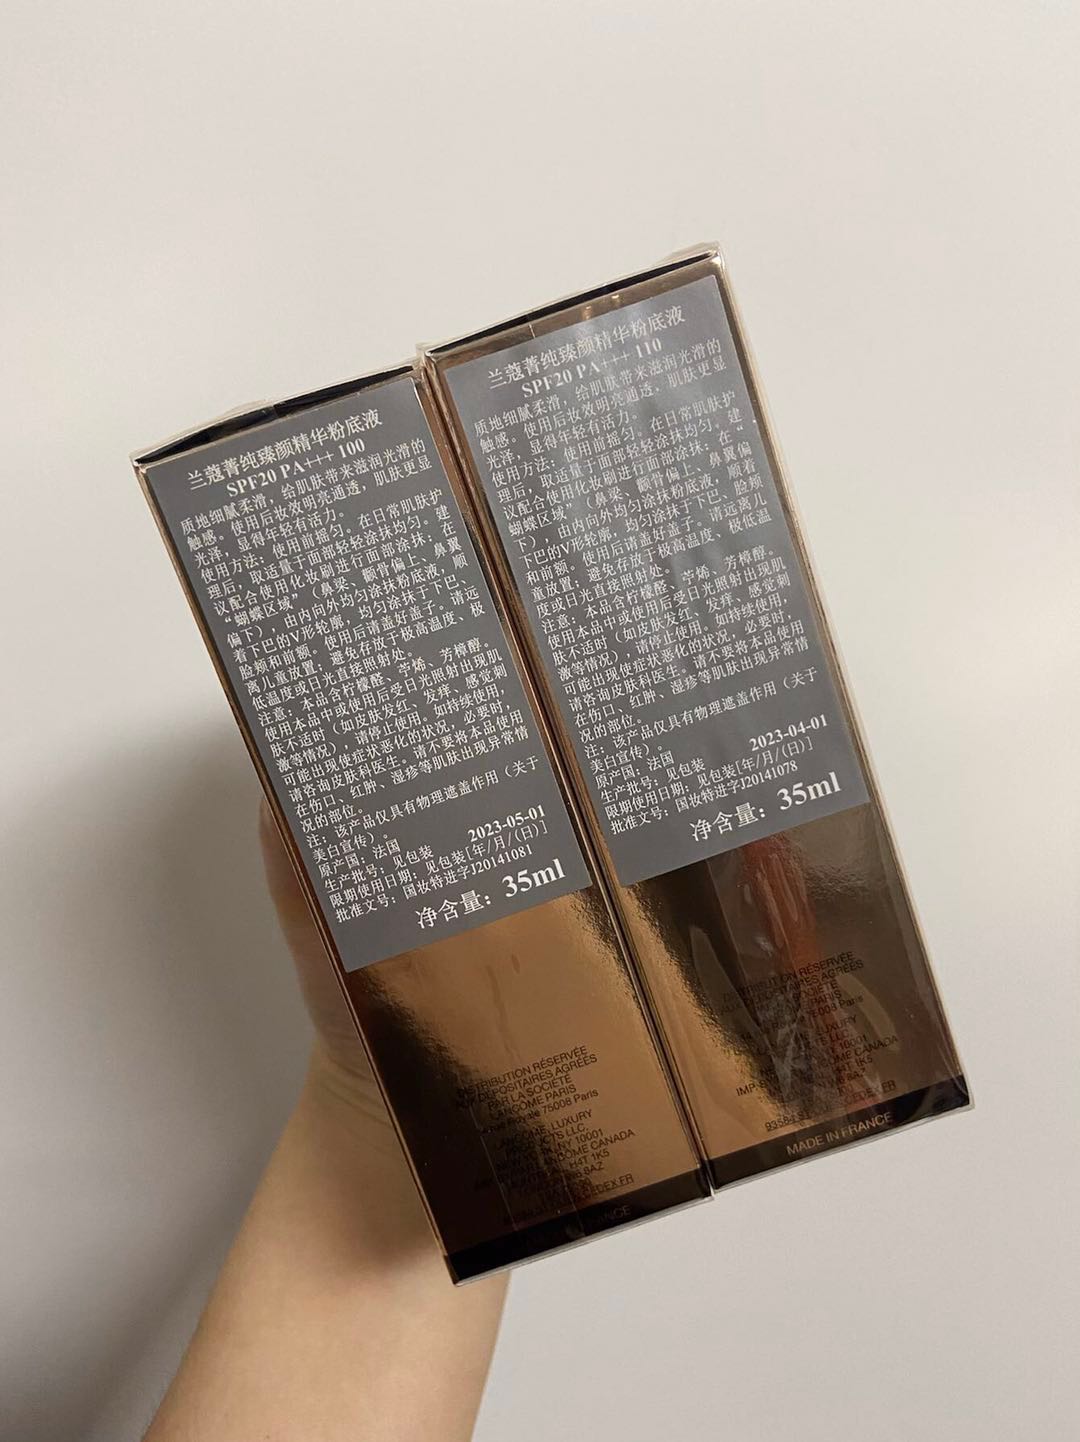 兰蔻菁纯臻颜精华粉底液
SPF20 PA+++ 100
质地细腻柔滑，给肌肤带来滋润光滑的
触感。使用后妆效明亮通透，肌肤更显
光泽，显得年轻有活力。
使用方法：使用前摇匀。在日常肌肤护
理后，取适量于面部轻轻涂抹均匀。建
议配合使用化妆刷进行面部涂抹：在
“蝴蝶区域”（鼻梁、颧骨偏上、鼻翼
偏下），由内向外均匀涂抹粉底液，顺
着下巴的V形轮廓，均匀涂抹于下巴、
脸颊和前额。使用后请盖好盖子。请远
离儿童放置；避免存放于极高温度、极
低温度或日光直接照射处。
注意：本品含柠檬醛、苧烯、芳樟醇。
使用本品中或使用后受日光照射出现肌
肤不适时（如皮肤发红、发痒、感觉刺
激等情况），请停止使用。如持续使用，
可能出现使症状恶化的状况，必要时，
请咨询皮肤科医生。请不要将本品使用
在伤口、红肿、湿疹等肌肤出现异常情
况的部位。
注：该产品仅具有物理遮盖作用（关于
美白宣传）。
原产国：法国
生产批号：见包装 2023-05-01
限期使用日期：见包装[年/月/(日)]
批准文号：国妆特进字J20141081
净含量：35ml
DISTRIBUTION RÉSERVÉE
AUX DÉPOSITAIRES AGRÉÉS
PAR LA SOCIÉTÉ
LANCÔME PARIS
Rue Royale 75008 Paris
LANCÔME, LUXURY
PRODUCTS LLC,
NY 10001
LANCÔME CANADA
H4T 1K5
CEDEX FR
兰蔻菁纯臻颜精华粉底液
SPF20 PA+++ 110
质地细腻柔滑，给肌肤带来滋润光滑的
触感。使用后妆效明亮通透，肌肤更显
光泽，显得年轻有活力。
使用方法：使用前摇匀。在日常肌肤护
理后，取适量于面部轻轻涂抹均匀。建
议配合使用化妆刷进行面部涂抹：在“
蝴蝶区域”（鼻梁、颧骨偏上、鼻翼偏
下），由内向外均匀涂抹粉底液，顺着
下巴的V形轮廓，均匀涂抹于下巴、脸颊
和前额。使用后请盖好盖子。请远离儿
童放置；避免存放于极高温度、极低温
度或日光直接照射处。
注意：本品含柠檬醛、苧烯、芳樟醇。
使用本品中或使用后受日光照射出现肌
肤不适时（如皮肤发红、发痒、感觉刺
激等情况），请停止使用。如持续使用，
可能出现使症状恶化的状况，必要时，
请咨询皮肤科医生。请不要将本品使用
在伤口、红肿、湿疹等肌肤出现异常情
况的部位。
注：该产品仅具有物理遮盖作用（关于
美白宣传）。
原产国：法国
生产批号：见包装 2023-04-01
限期使用日期：见包装[年/月/(日)]
批准文号：国妆特进字J20141078
净含量：35ml
DISTRIBUTION RÉSERVÉE
AUX DÉPOSITAIRES AGRÉÉS
SOCIÉTÉ
PARIS
75008 Paris
LUXURY
LLC,
10001
LANCÔME CANADA
H4T 1K5
CEDEX FR
MADE IN FRANCE